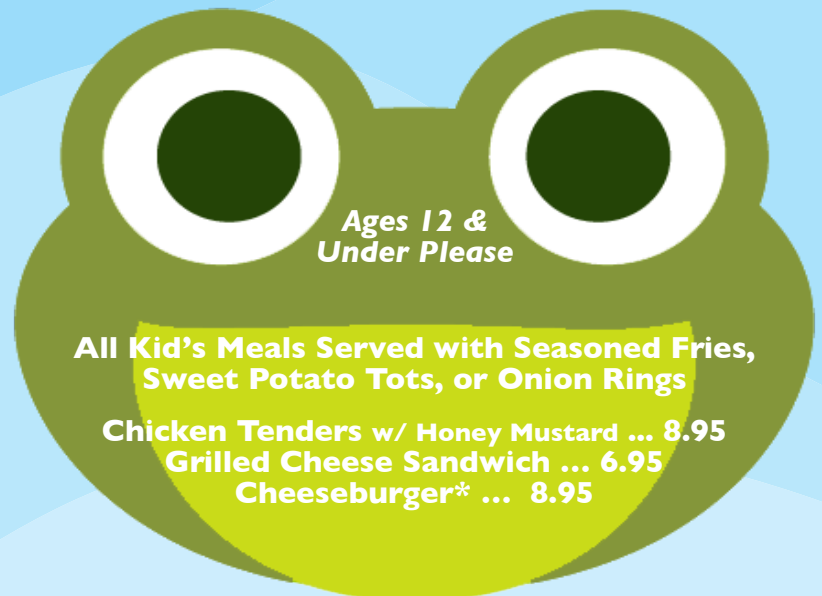 Ages 12 &
Under Please
All Kid's Meals Served with Seasoned Fries,
Sweet Potato Tots, or Onion Rings
Chicken Tenders w/ Honey Mustard ... 8.95
Grilled Cheese Sandwich ... 6.95
Cheeseburger* ... 8.95